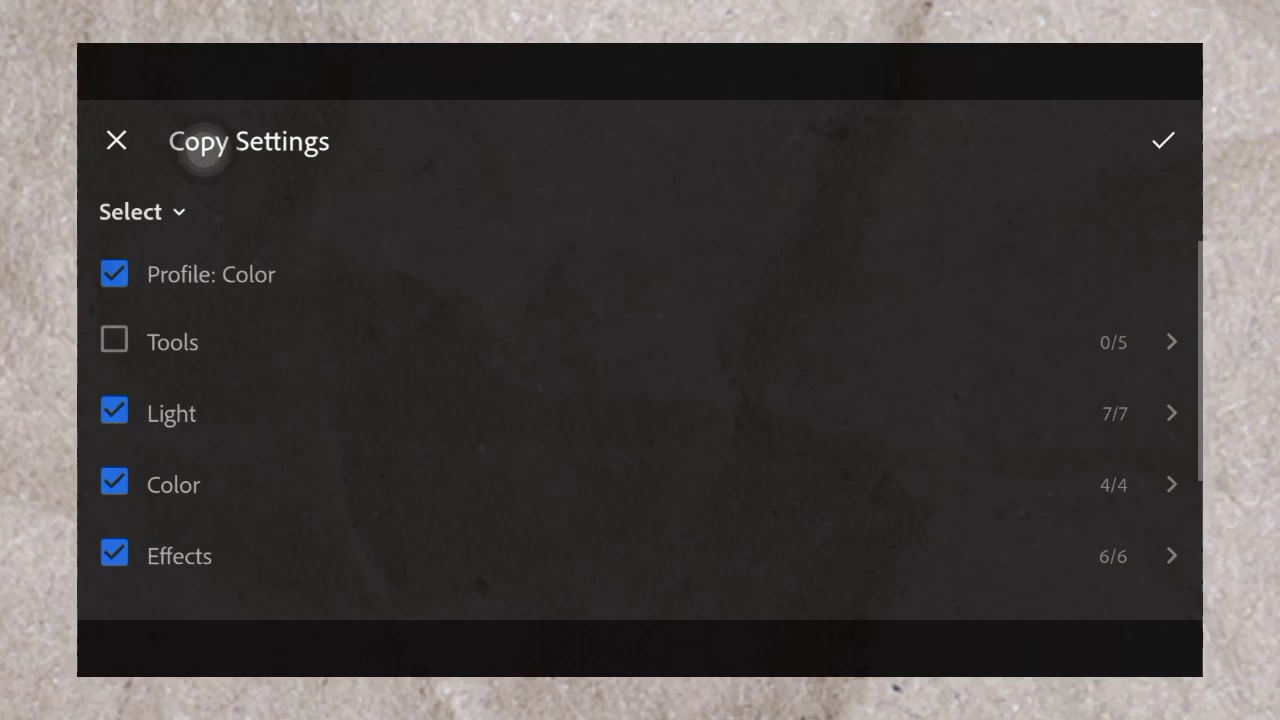 Copy Settings
Select
Profile: Color
Tools 0/5
Light 7/7
Color 4/4
Effects 6/6